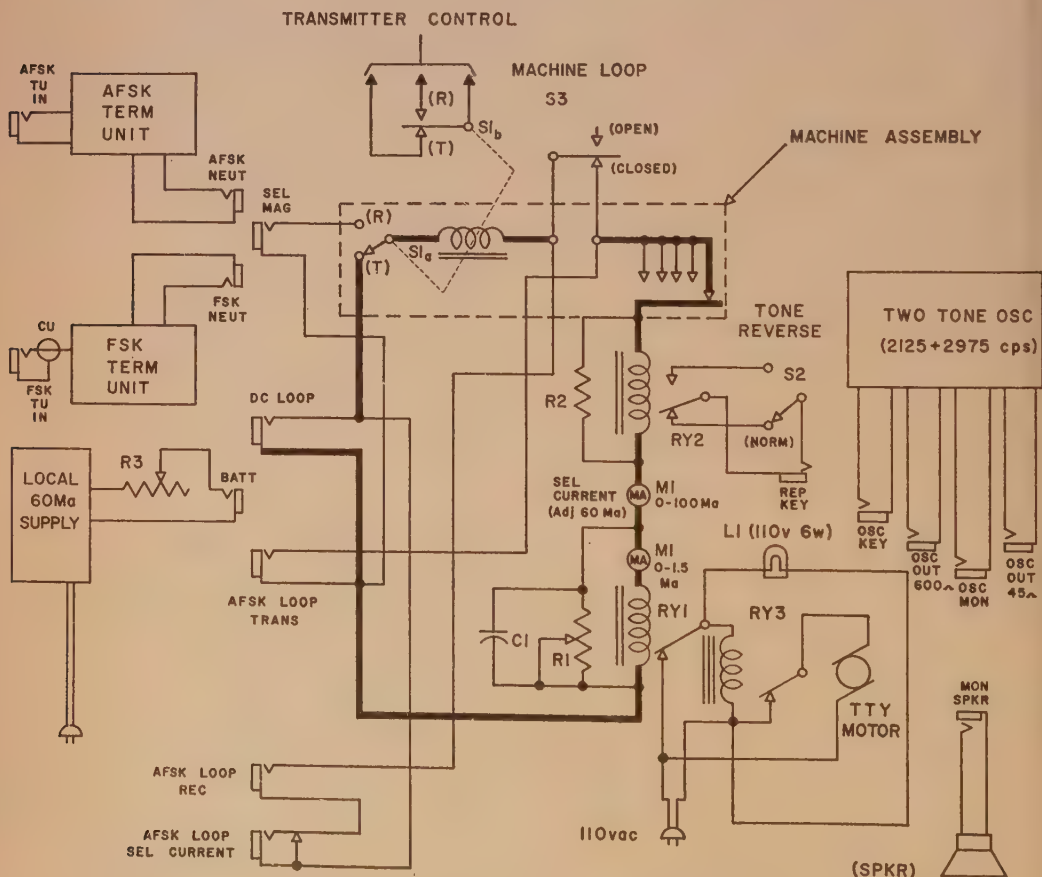 TRANSMITTER CONTROL
AFSK
TU
IN
AFSK
TERM
UNIT
(R)
(T)
S1b
MACHINE LOOP
S3
(OPEN)
(CLOSED)
MACHINE ASSEMBLY
AFSK
NEUT
SEL
MAG
(R)
S1a
(T)
FSK
NEUT
CU
FSK
TU
IN
FSK
TERM
UNIT
TONE
REVERSE
TWO TONE OSC
(2125+2975 cps)
DC LOOP
R2
RY2
S2
(NORM)
REP
KEY
LOCAL
60Ma
SUPPLY
R3
BATT
SEL
CURRENT
(Adj 60 Ma)
MA
M1
0-100Ma
MA
M1
0-1.5
Ma
L1 (110v 6w)
OSC
KEY
OSC
OUT
600Ω
OSC
MON
OSC
OUT
45Ω
AFSK LOOP
TRANS
C1
R1
RY1
RY3
TTY
MOTOR
MON
SPKR
AFSK LOOP
REC
AFSK LOOP
SEL CURRENT
110vac
(SPKR)